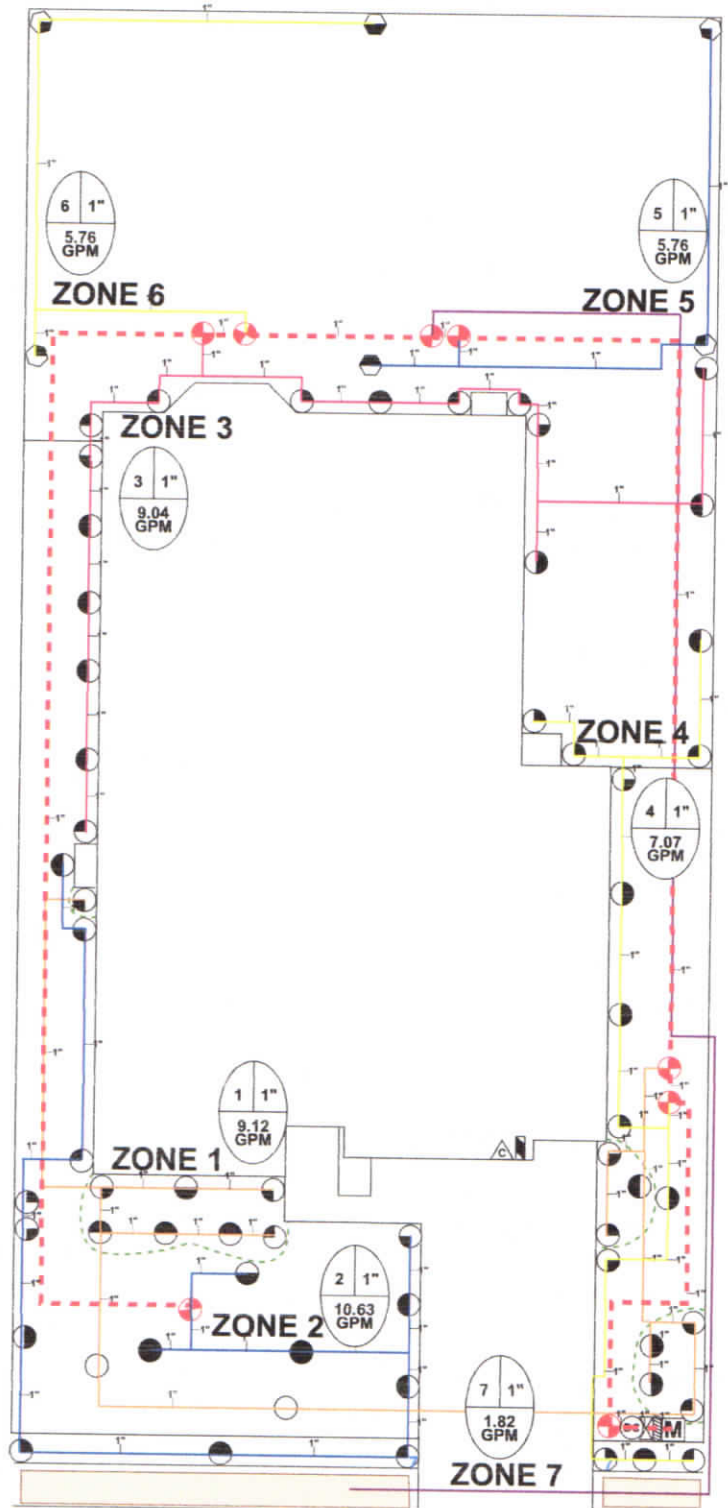 1"
6 1"
5.76
GPM
5 1"
5.76
GPM
ZONE 6
ZONE 5
1" 1" 1" 1" 1"
1" 1" 1"
ZONE 3
3 1"
9.04
GPM
1"
ZONE 4
4 1"
7.07
GPM
1 1"
9.12
GPM
C
ZONE 1
2 1"
10.63
GPM
ZONE 2
7 1"
1.82
GPM
M
ZONE 7